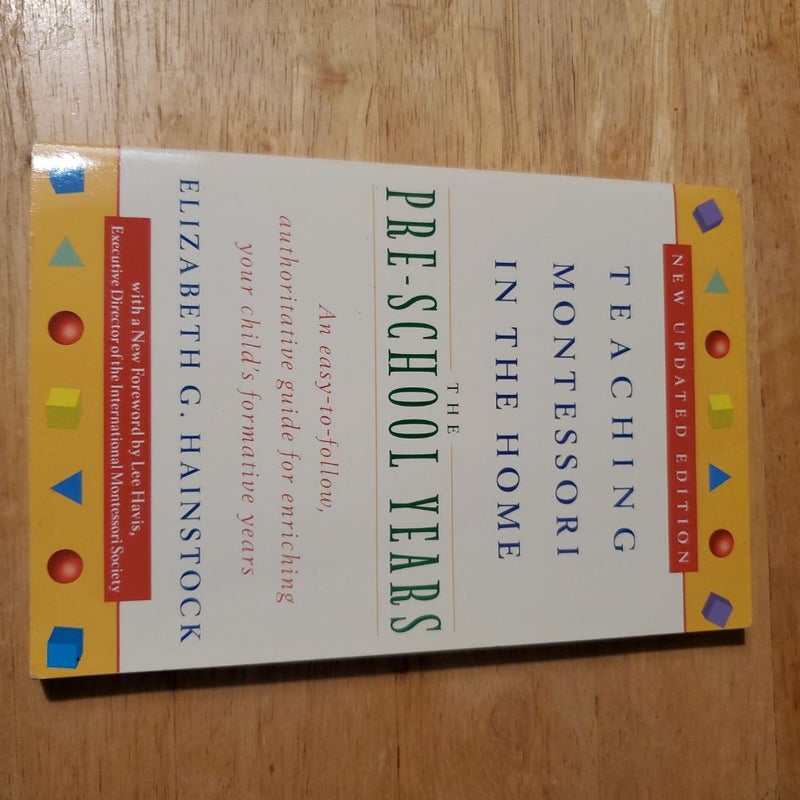 NEW UPDATED EDITION
TEACHING
MONTESSORI
IN THE HOME
THE
PRE-SCHOOL YEARS
An easy-to-follow,
authoritative guide for enriching
your child's formative years
ELIZABETH G. HAINSTOCK
with a New Foreword by Lee Havis,
Executive Director of the International Montessori Society